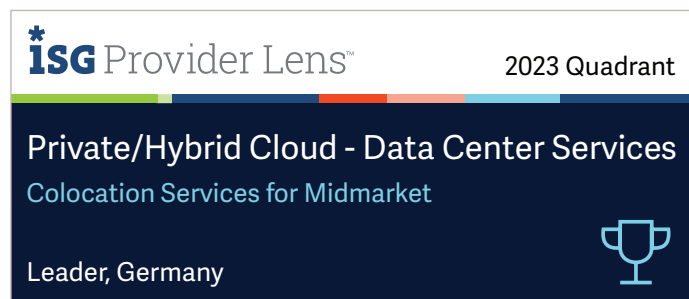 ISG Provider Lens™
2023 Quadrant
Private/Hybrid Cloud - Data Center Services
Colocation Services for Midmarket
Leader, Germany